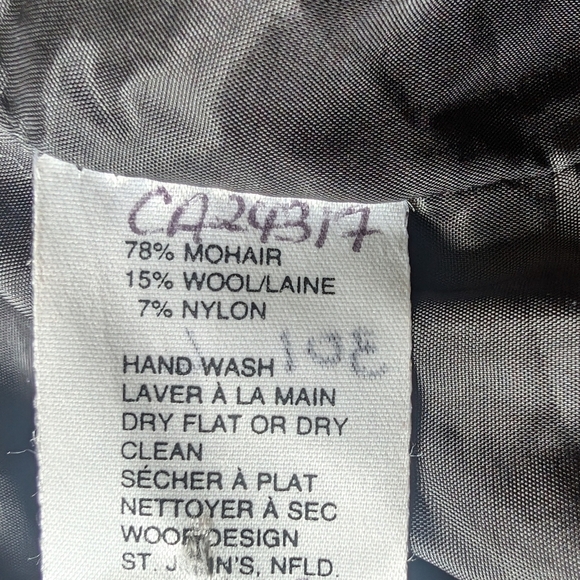 CA24317
78% MOHAIR
15% WOOL/LAINE
7% NYLON
HAND WASH
LAVER À LA MAIN
DRY FLAT OR DRY
CLEAN
SÉCHER À PLAT
NETTOYER À SEC
DESIGN
ST. NFLD.